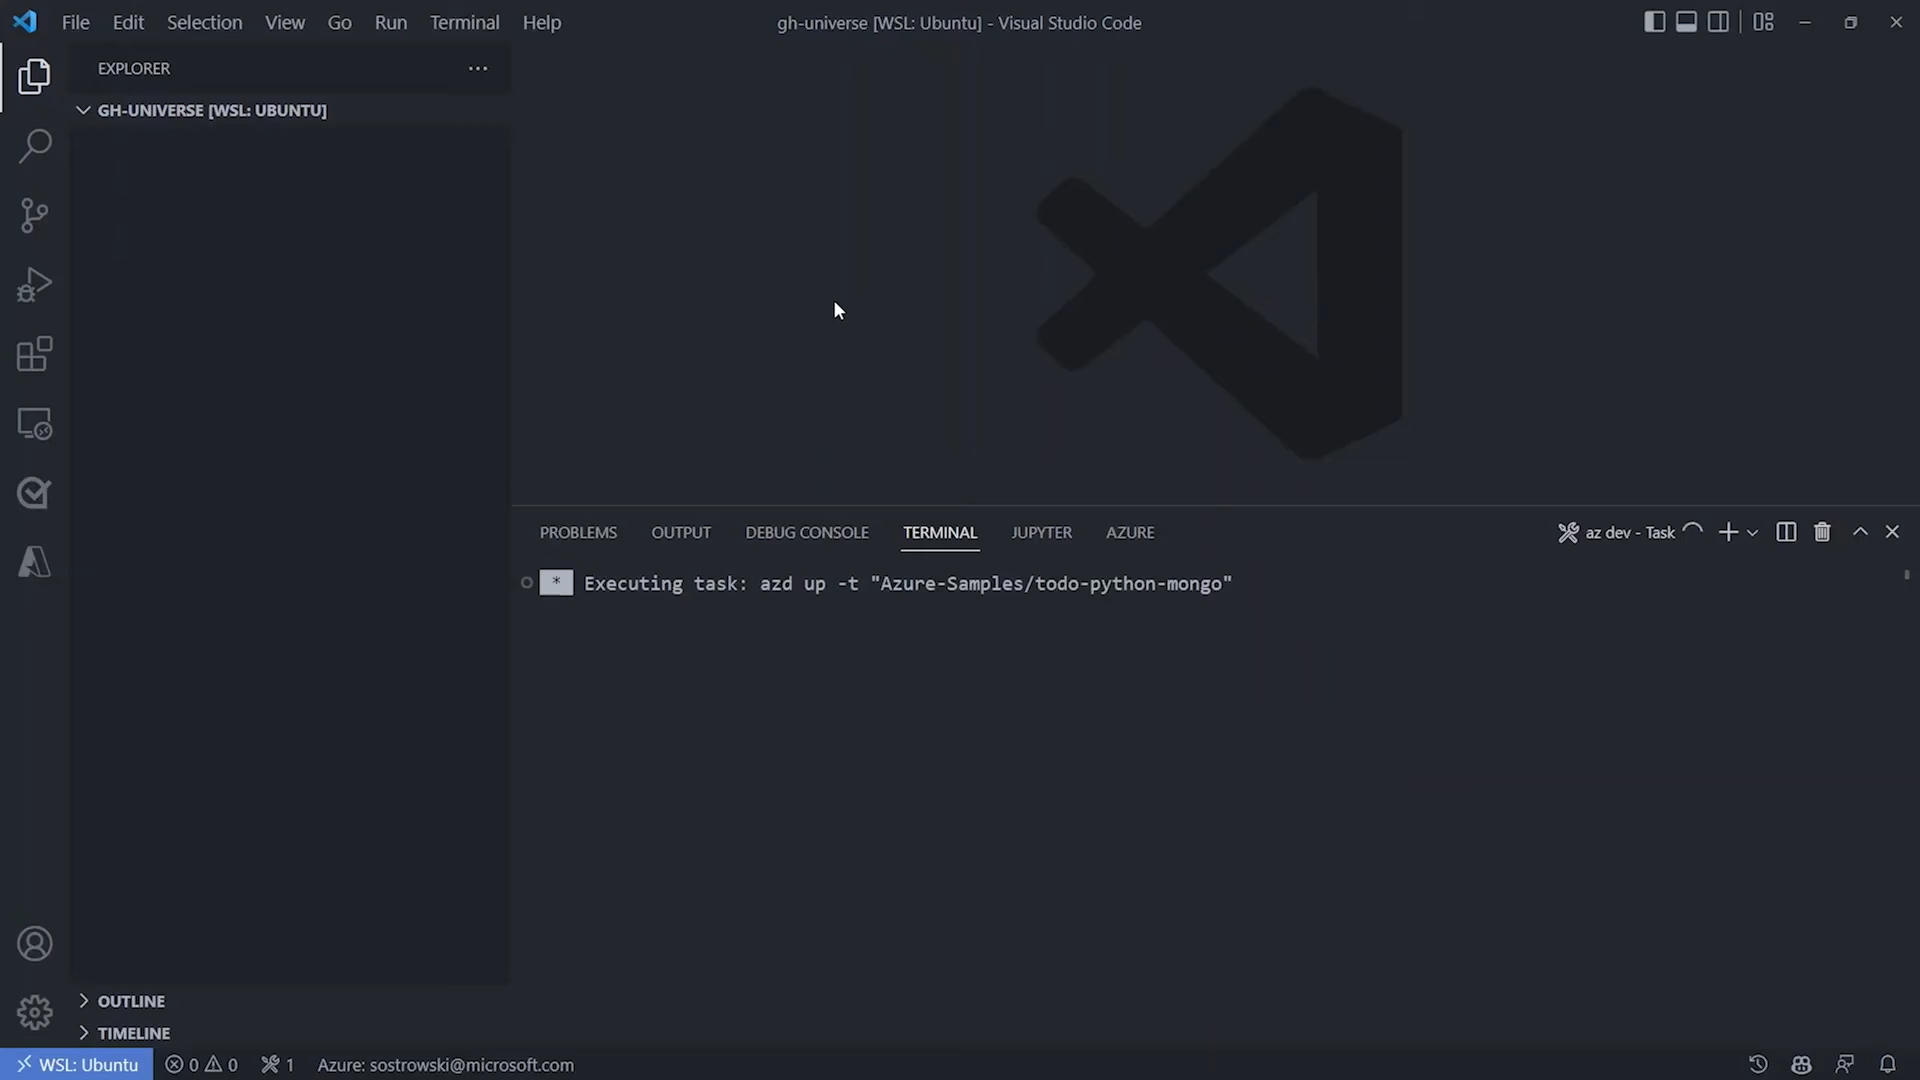 File Edit Selection View Go Run Terminal Help
gh-universe [WSL: Ubuntu] - Visual Studio Code
EXPLORER
GH-UNIVERSE [WSL: UBUNTU]
PROBLEMS OUTPUT DEBUG CONSOLE TERMINAL JUPYTER AZURE
az dev - Task
* Executing task: azd up -t "Azure-Samples/todo-python-mongo"
OUTLINE
TIMELINE
WSL: Ubuntu 0 0 1 Azure: sostrowski@microsoft.com